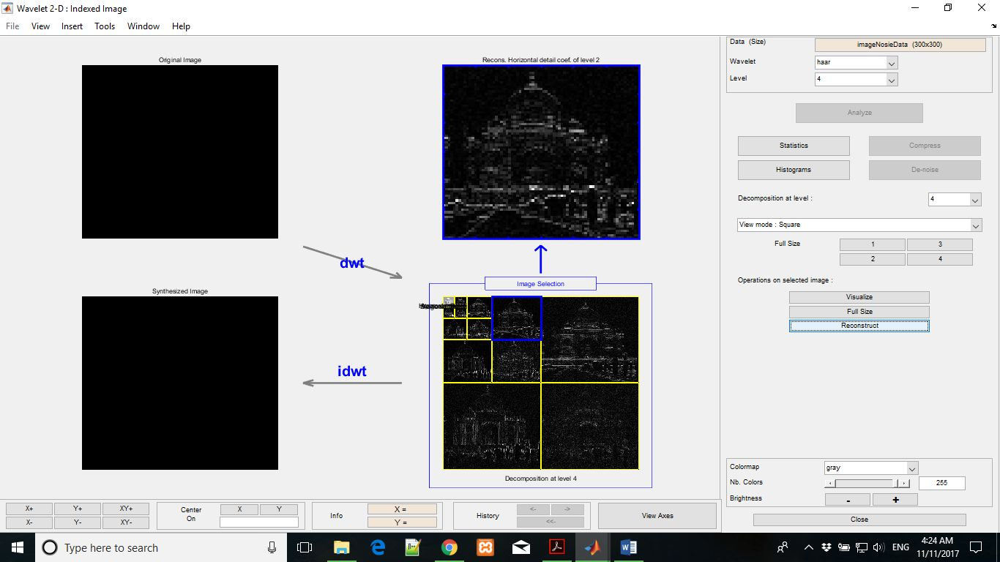 Wavelet 2-D : Indexed Image
File View Insert Tools Window Help
Original Image
Recons. Horizontal detail coef. of level 2
dwt
Synthesized Image
Image Selection
idwt
Decomposition at level 4
Data (Size)
imageNosieData (300x300)
Wavelet
haar
Level
4
Analyze
Statistics
Compress
Histograms
De-noise
Decomposition at level :
4
View mode : Square
Full Size
1
3
2
4
Operations on selected image :
Visualize
Full Size
Reconstruct
Colormap
gray
Nb. Colors
255
Brightness
-
+
X+ Y+ XY+
X- Y- XY-
Center
On
X Y
Info
X =
Y =
History
<- ->
<<-
View Axes
Close
Type here to search
ENG
4:24 AM
11/11/2017